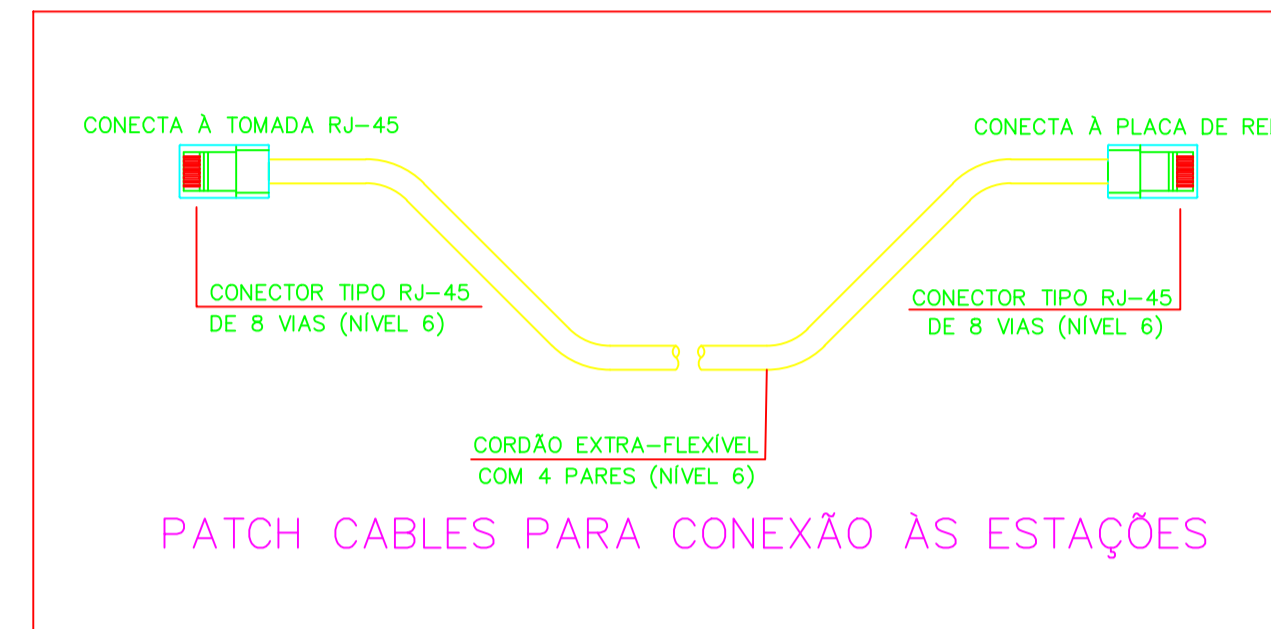 CONECTA À TOMADA RJ-45
CONECTA À PLACA DE
CONECTOR TIPO RJ-45
DE 8 VIAS (NÍVEL 6)
CONECTOR TIPO RJ-45
DE 8 VIAS (NÍVEL 6)
CORDÃO EXTRA-FLEXÍVEL
COM 4 PARES (NÍVEL 6)
PATCH CABLES PARA CONEXÃO ÀS ESTAÇÕES